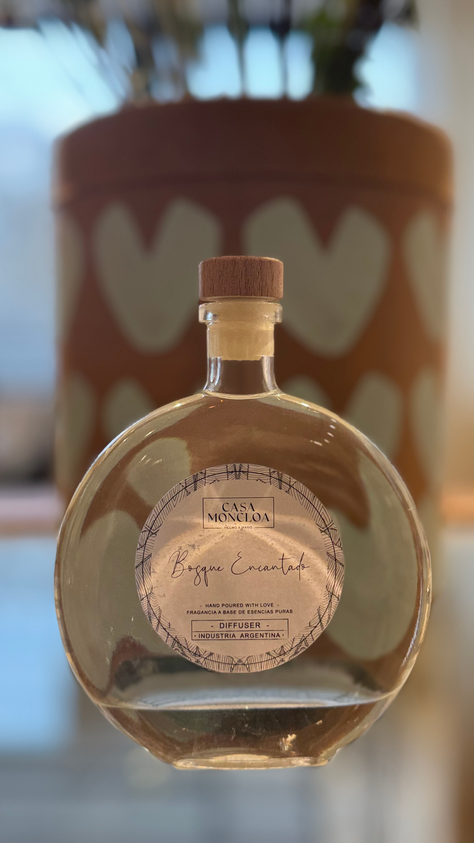 CASA
MONCLOA
Bosque Encantado
- HAND POURED WITH LOVE -
FRAGANCIA A BASE DE ESENCIAS PURAS
- DIFFUSER -
• INDUSTRIA ARGENTINA •